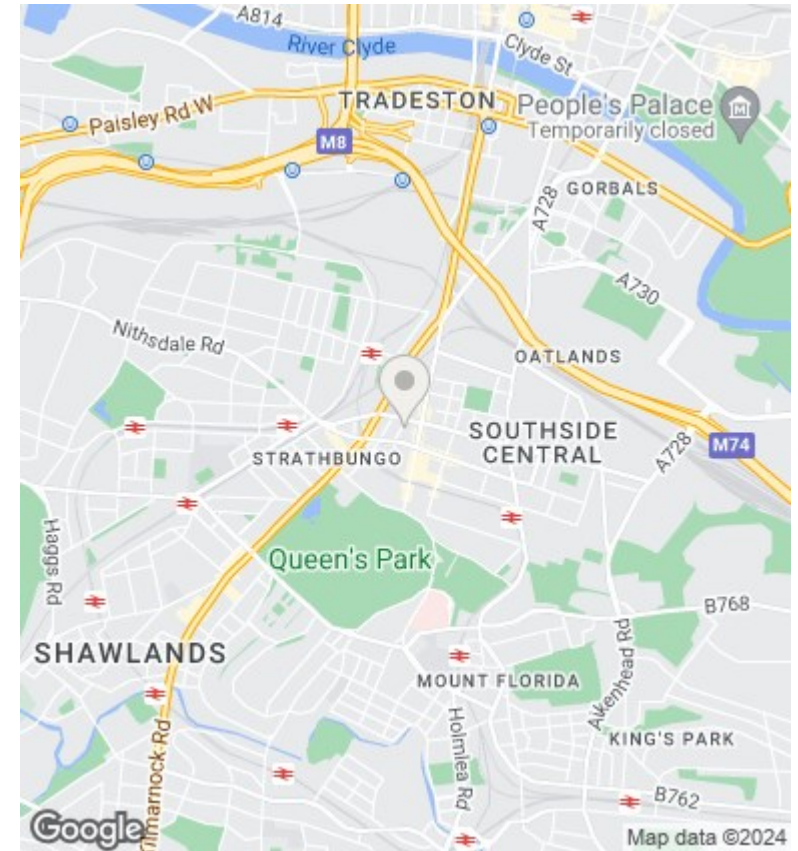 A814
River Clyde
Clyde St
TRADESTON
People's Palace
Temporarily closed
Paisley Rd W
M8
GORBALS
A728
A730
Nithsdale Rd
OATLANDS
SOUTHSIDE
CENTRAL
STRATHBUNGO
A728
M74
Haggs Rd
Queen's Park
B768
SHAWLANDS
Aikenhead Rd
MOUNT FLORIDA
Holmlea Rd
KING'S PARK
Kilmarnock Rd
B762
Google
Map data ©2024